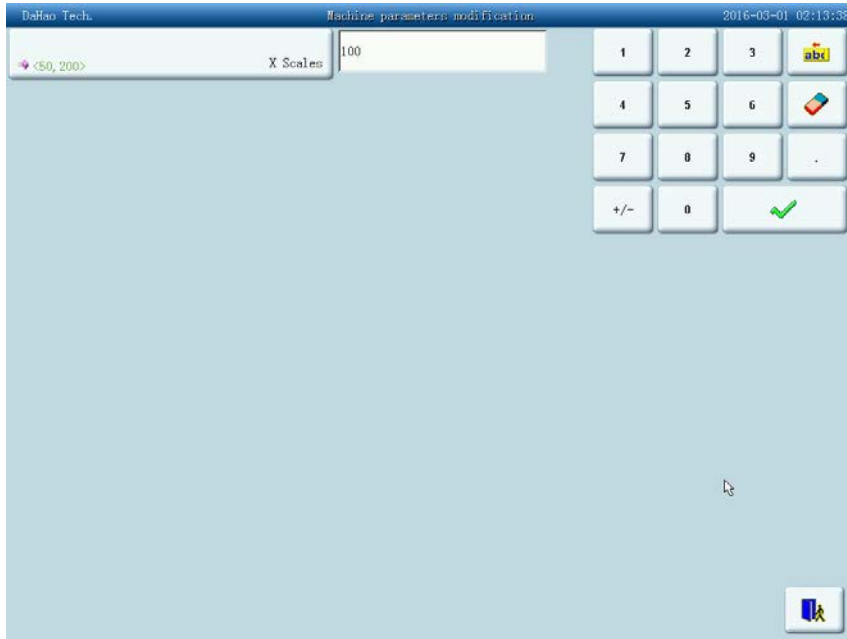 DaHao Tech. Machine parameters modification 2016-03-01 02:13:38
<50, 200> X Scales 100
1 2 3 abc
4 5 6
7 8 9 .
+/- 0